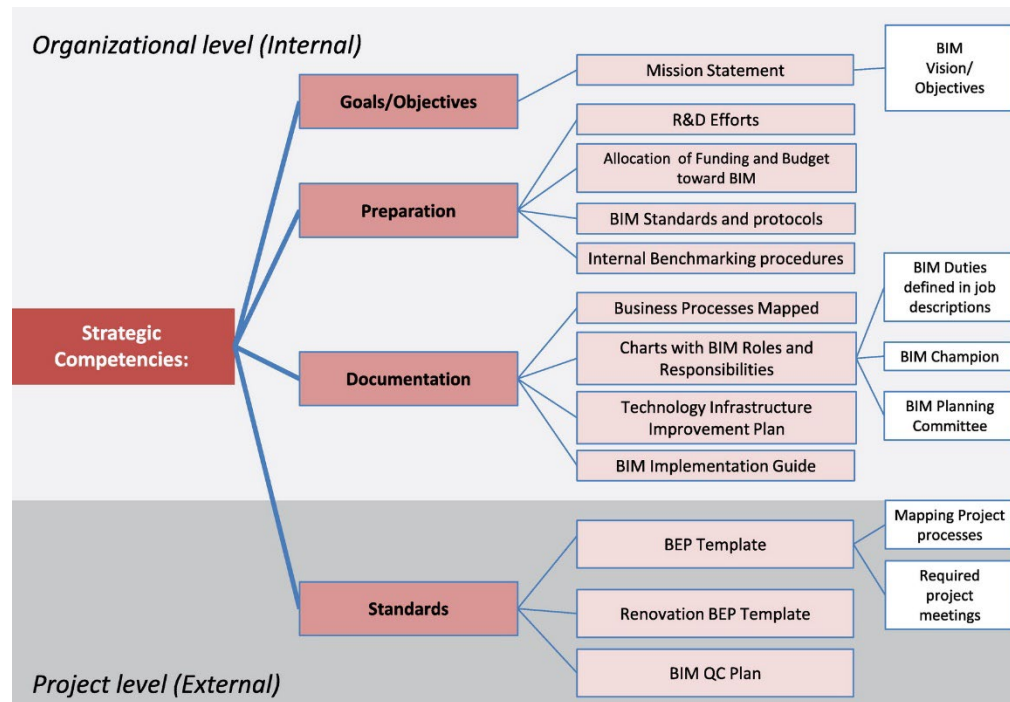 Organizational level (Internal)
BIM
Vision/
Objectives
Goals/Objectives
Mission Statement
R&D Efforts
Allocation of Funding and Budget
toward BIM
Preparation
BIM Standards and protocols
Internal Benchmarking procedures
BIM Duties
defined in job
descriptions
Business Processes Mapped
Strategic
Competencies:
Charts with BIM Roles and
Responsibilities
BIM Champion
Documentation
Technology Infrastructure
Improvement Plan
BIM Planning
Committee
BIM Implementation Guide
Mapping Project
processes
BEP Template
Required
project
meetings
Standards
Renovation BEP Template
BIM QC Plan
Project level (External)